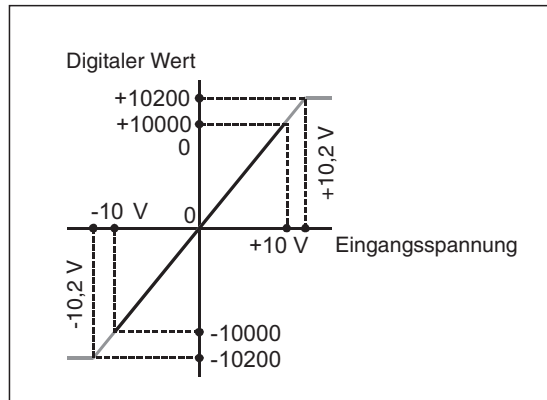 Digitaler Wert
+10200
+10000
0
-10 V
0
+10,2 V
+10 V
Eingangsspannung
-10,2 V
-10000
-10200